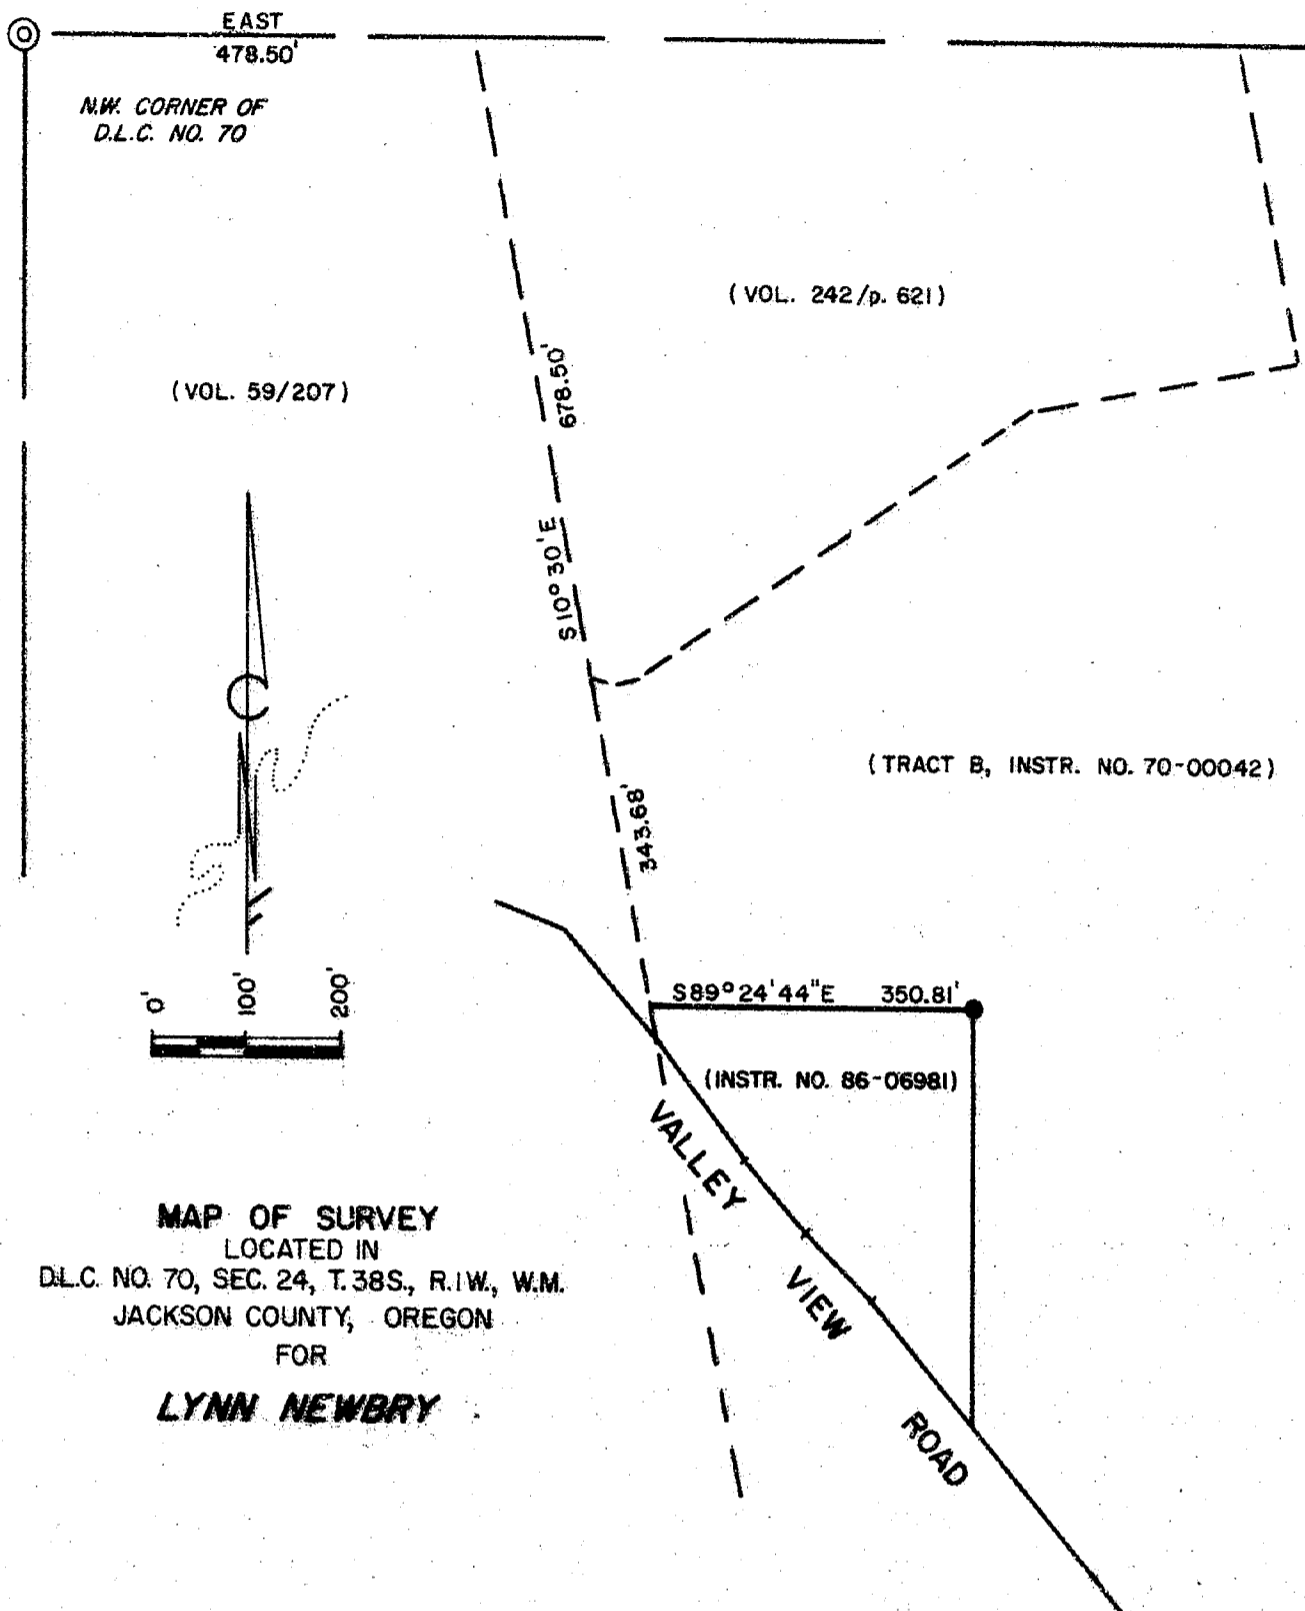 EAST
478.50'
N.W. CORNER OF
D.L.C. NO. 70
(VOL. 242/p. 621)
(VOL. 59/207)
S 10° 30' E 678.50'
(TRACT B, INSTR. NO. 70-00042)
343.68'
0' 100' 200'
S 89° 24' 44" E 350.81'
(INSTR. NO. 86-06981)
VALLEY VIEW ROAD
MAP OF SURVEY
LOCATED IN
D.L.C. NO. 70, SEC. 24, T.38S., R.1W., W.M.
JACKSON COUNTY, OREGON
FOR
LYNN NEWBRY